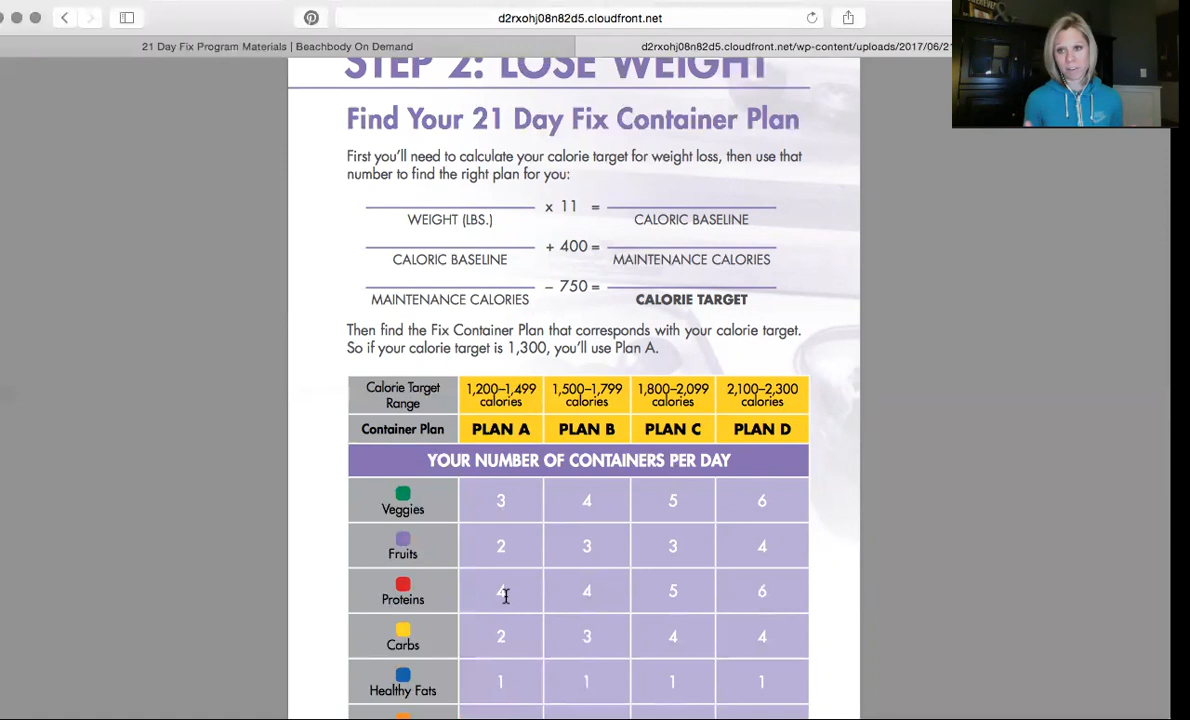 d2rxohj08n82d5.cloudfront.net
21 Day Fix Program Materials | Beachbody On Demand
d2rxohj08n82d5.cloudfront.net/wp-content/uploads/2017/06/21
STEP 2: LOSE WEIGHT
Find Your 21 Day Fix Container Plan
First you'll need to calculate your calorie target for weight loss, then use that
number to find the right plan for you:
x 11 =
WEIGHT (LBS.) CALORIC BASELINE
+ 400 =
CALORIC BASELINE MAINTENANCE CALORIES
– 750 =
MAINTENANCE CALORIES CALORIE TARGET
Then find the Fix Container Plan that corresponds with your calorie target.
So if your calorie target is 1,300, you'll use Plan A.
Calorie Target 1,200–1,499 1,500–1,799 1,800–2,099 2,100–2,300
Range calories calories calories calories
Container Plan PLAN A PLAN B PLAN C PLAN D
YOUR NUMBER OF CONTAINERS PER DAY
Veggies 3 4 5 6
Fruits 2 3 3 4
Proteins 4 4 5 6
Carbs 2 3 4 4
Healthy Fats 1 1 1 1